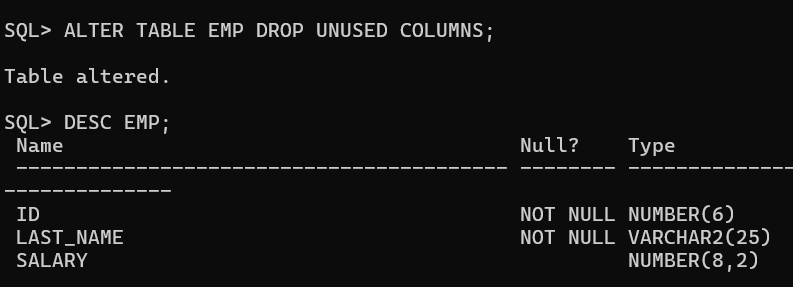 SQL> ALTER TABLE EMP DROP UNUSED COLUMNS;
Table altered.
SQL> DESC EMP;
 Name                                      Null?    Type
 ----------------------------------------- -------- --------------
--------------
 ID                                        NOT NULL NUMBER(6)
 LAST_NAME                                 NOT NULL VARCHAR2(25)
 SALARY                                             NUMBER(8,2)